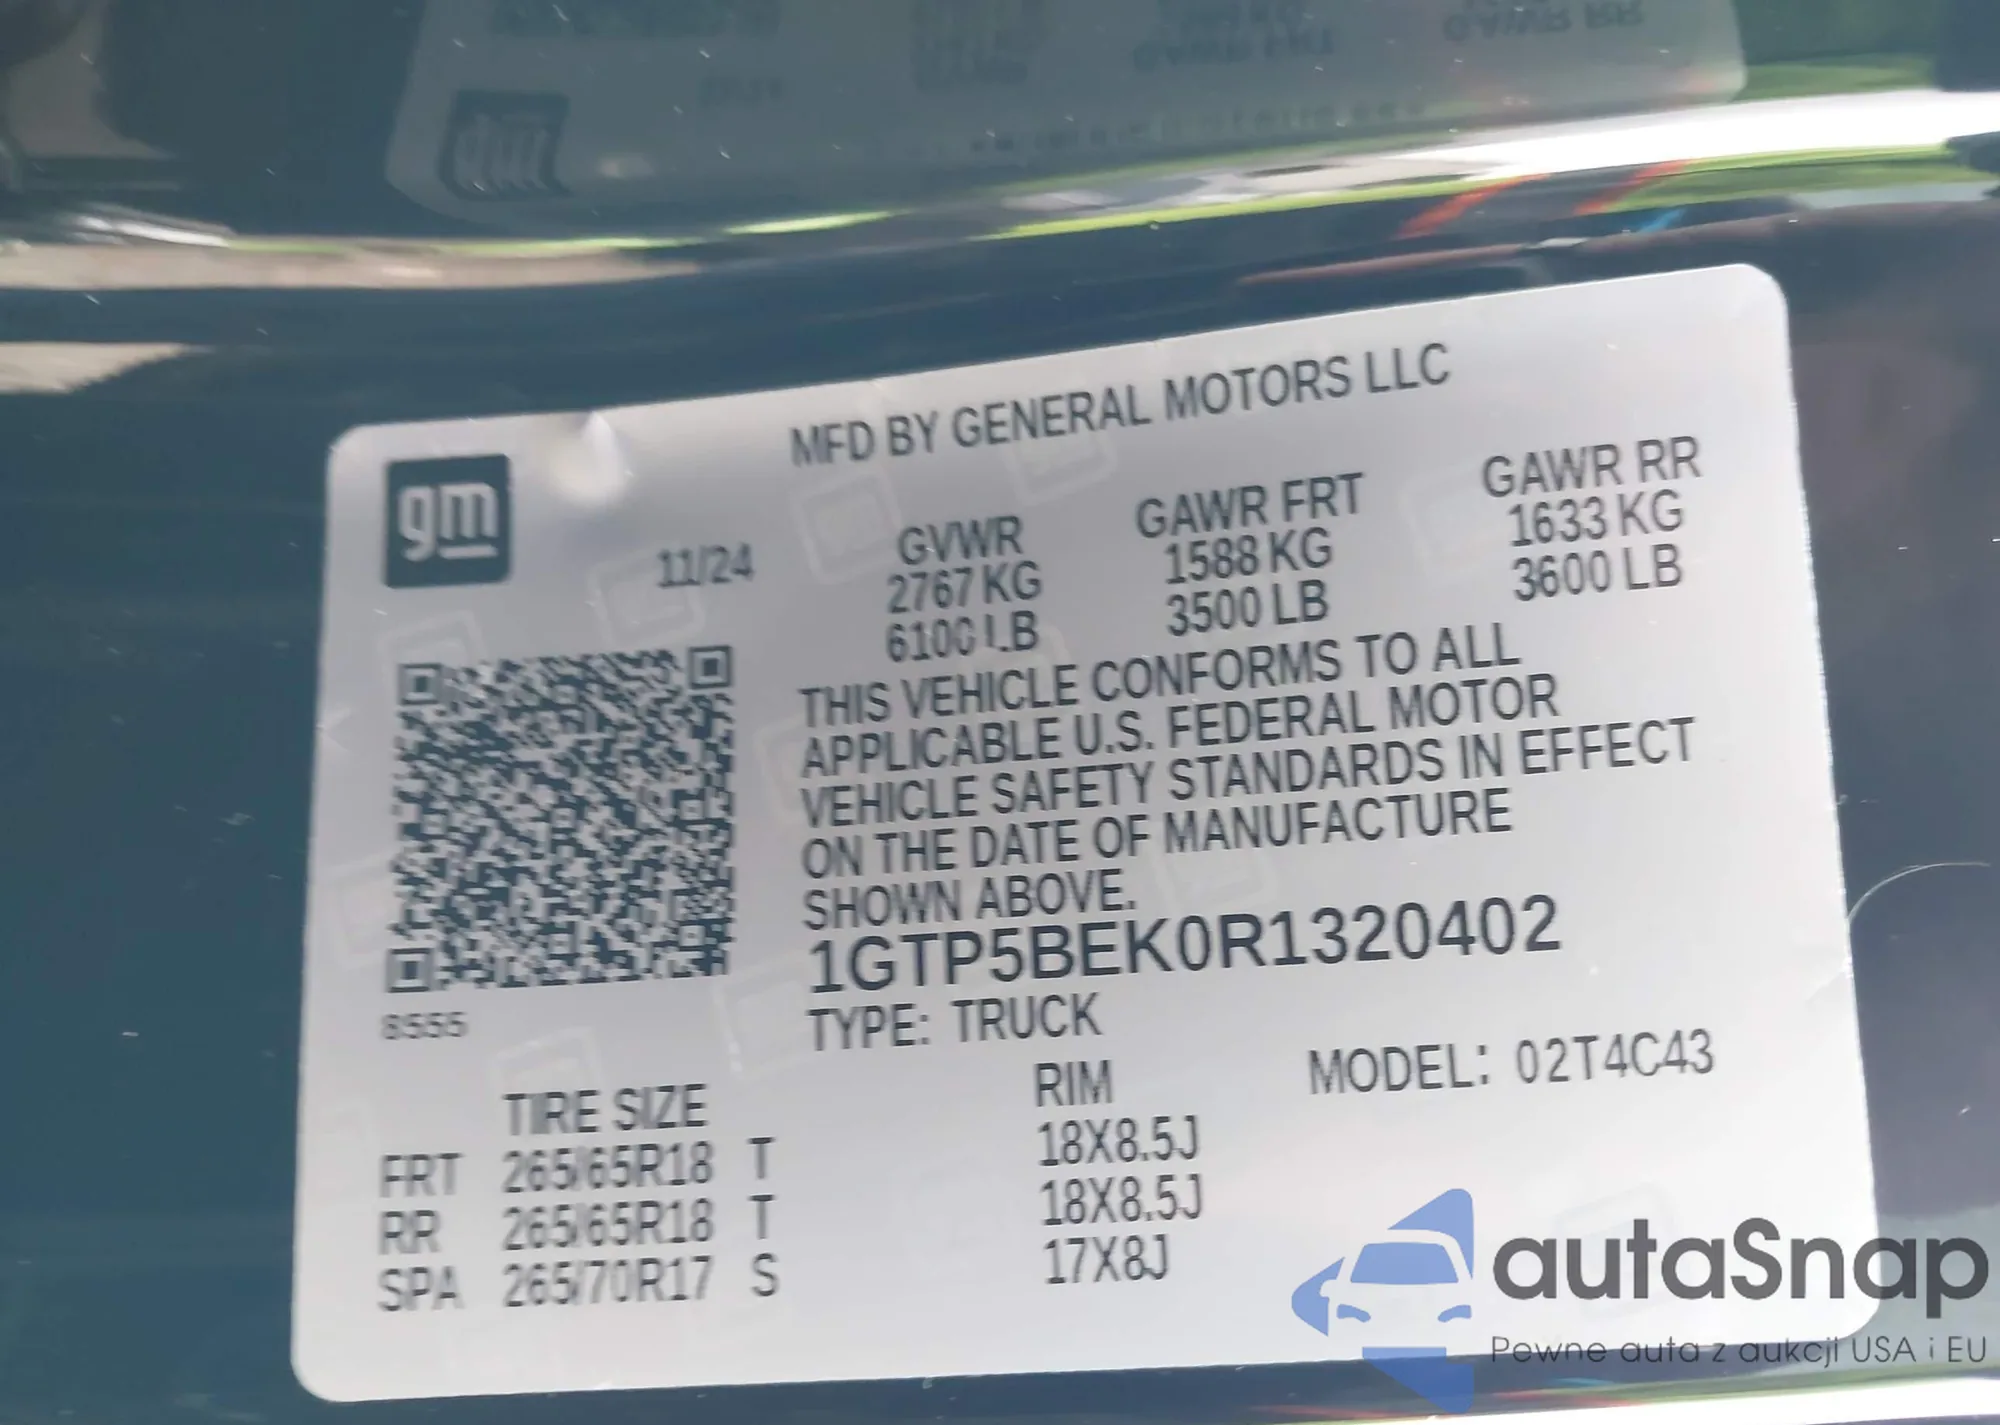 MFD BY GENERAL MOTORS LLC
gm
11/24
GVWR GAWR FRT GAWR RR
2767 KG 1588 KG 1633 KG
6100 LB 3500 LB 3600 LB
THIS VEHICLE CONFORMS TO ALL
APPLICABLE U.S. FEDERAL MOTOR
VEHICLE SAFETY STANDARDS IN EFFECT
ON THE DATE OF MANUFACTURE
SHOWN ABOVE.
1GTP5BEK0R1320402
8555
TYPE: TRUCK
MODEL: 02T4C43
TIRE SIZE RIM
FRT 265/65R18 T 18X8.5J
RR 265/65R18 T 18X8.5J
SPA 265/70R17 S 17X8J
autaSnap
Pewne auta z aukcji USA i EU